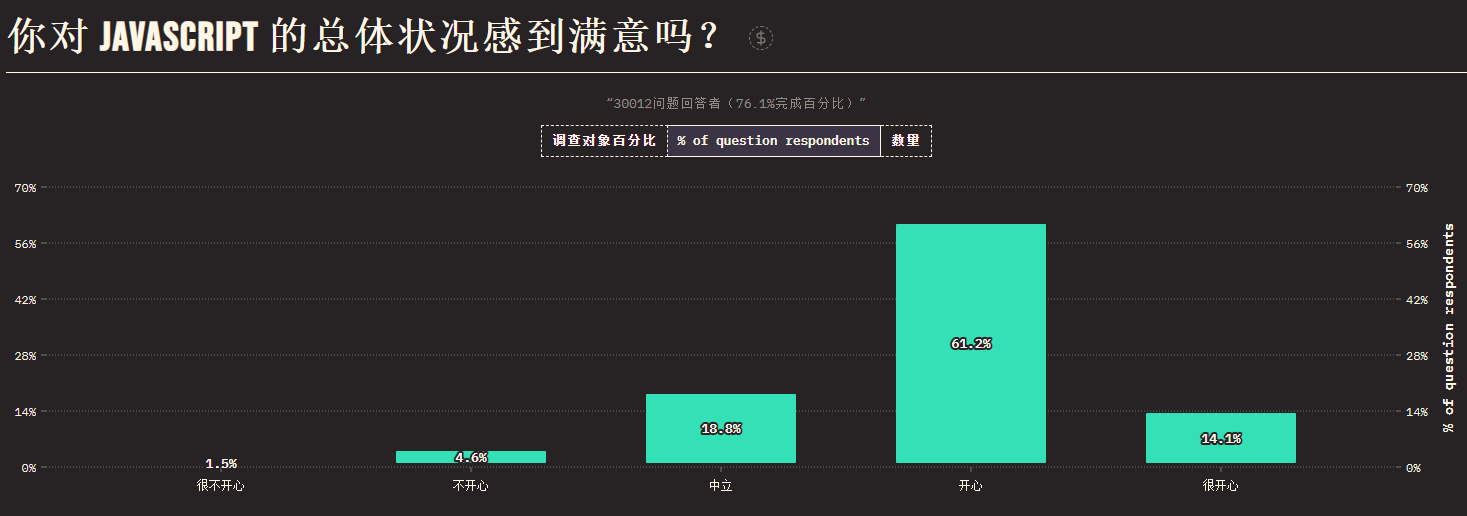 你对 JAVASCRIPT 的总体状况感到满意吗？ $
“30012问题回答者（76.1%完成百分比）”
调查对象百分比 % of question respondents 数量
70% 70%
56% 56%
42% 42%
28% 28%
14% 14%
0% 0%
1.5% 4.6% 18.8% 61.2% 14.1%
很不开心 不开心 中立 开心 很开心
% of question respondents